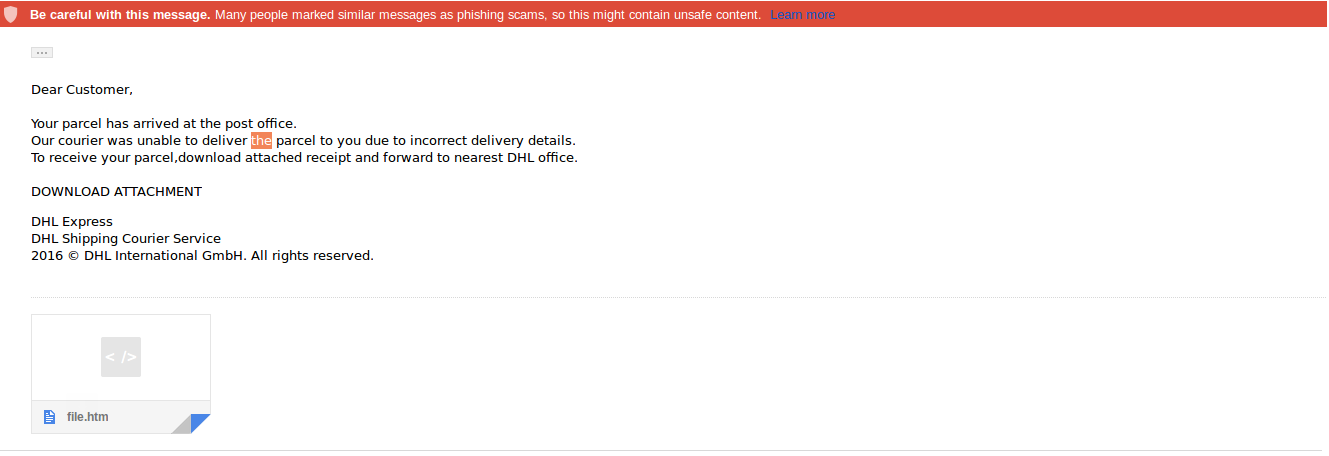 Be careful with this message. Many people marked similar messages as phishing scams, so this might contain unsafe content. Learn more
Dear Customer,
Your parcel has arrived at the post office.
Our courier was unable to deliver the parcel to you due to incorrect delivery details.
To receive your parcel,download attached receipt and forward to nearest DHL office.
DOWNLOAD ATTACHMENT
DHL Express
DHL Shipping Courier Service
2016 © DHL International GmbH. All rights reserved.
< />
file.htm